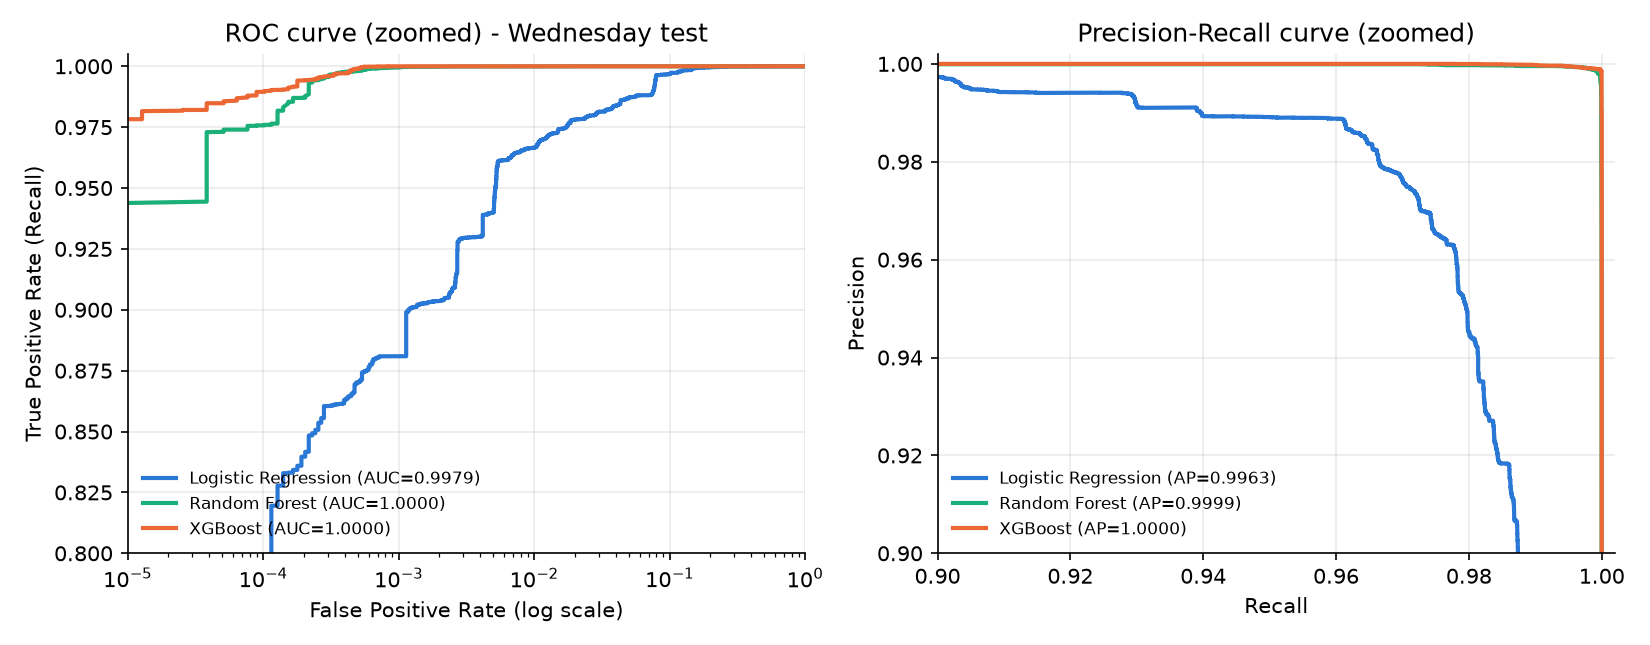 ROC curve (zoomed) - Wednesday test
True Positive Rate (Recall)
1.000
0.975
0.950
0.925
0.900
0.875
0.850
0.825
0.800
Logistic Regression (AUC=0.9979)
Random Forest (AUC=1.0000)
XGBoost (AUC=1.0000)
10⁻⁵ 10⁻⁴ 10⁻³ 10⁻² 10⁻¹ 10⁰
False Positive Rate (log scale)
Precision-Recall curve (zoomed)
Precision
1.00
0.98
0.96
0.94
0.92
0.90
Logistic Regression (AP=0.9963)
Random Forest (AP=0.9999)
XGBoost (AP=1.0000)
0.90 0.92 0.94 0.96 0.98 1.00
Recall